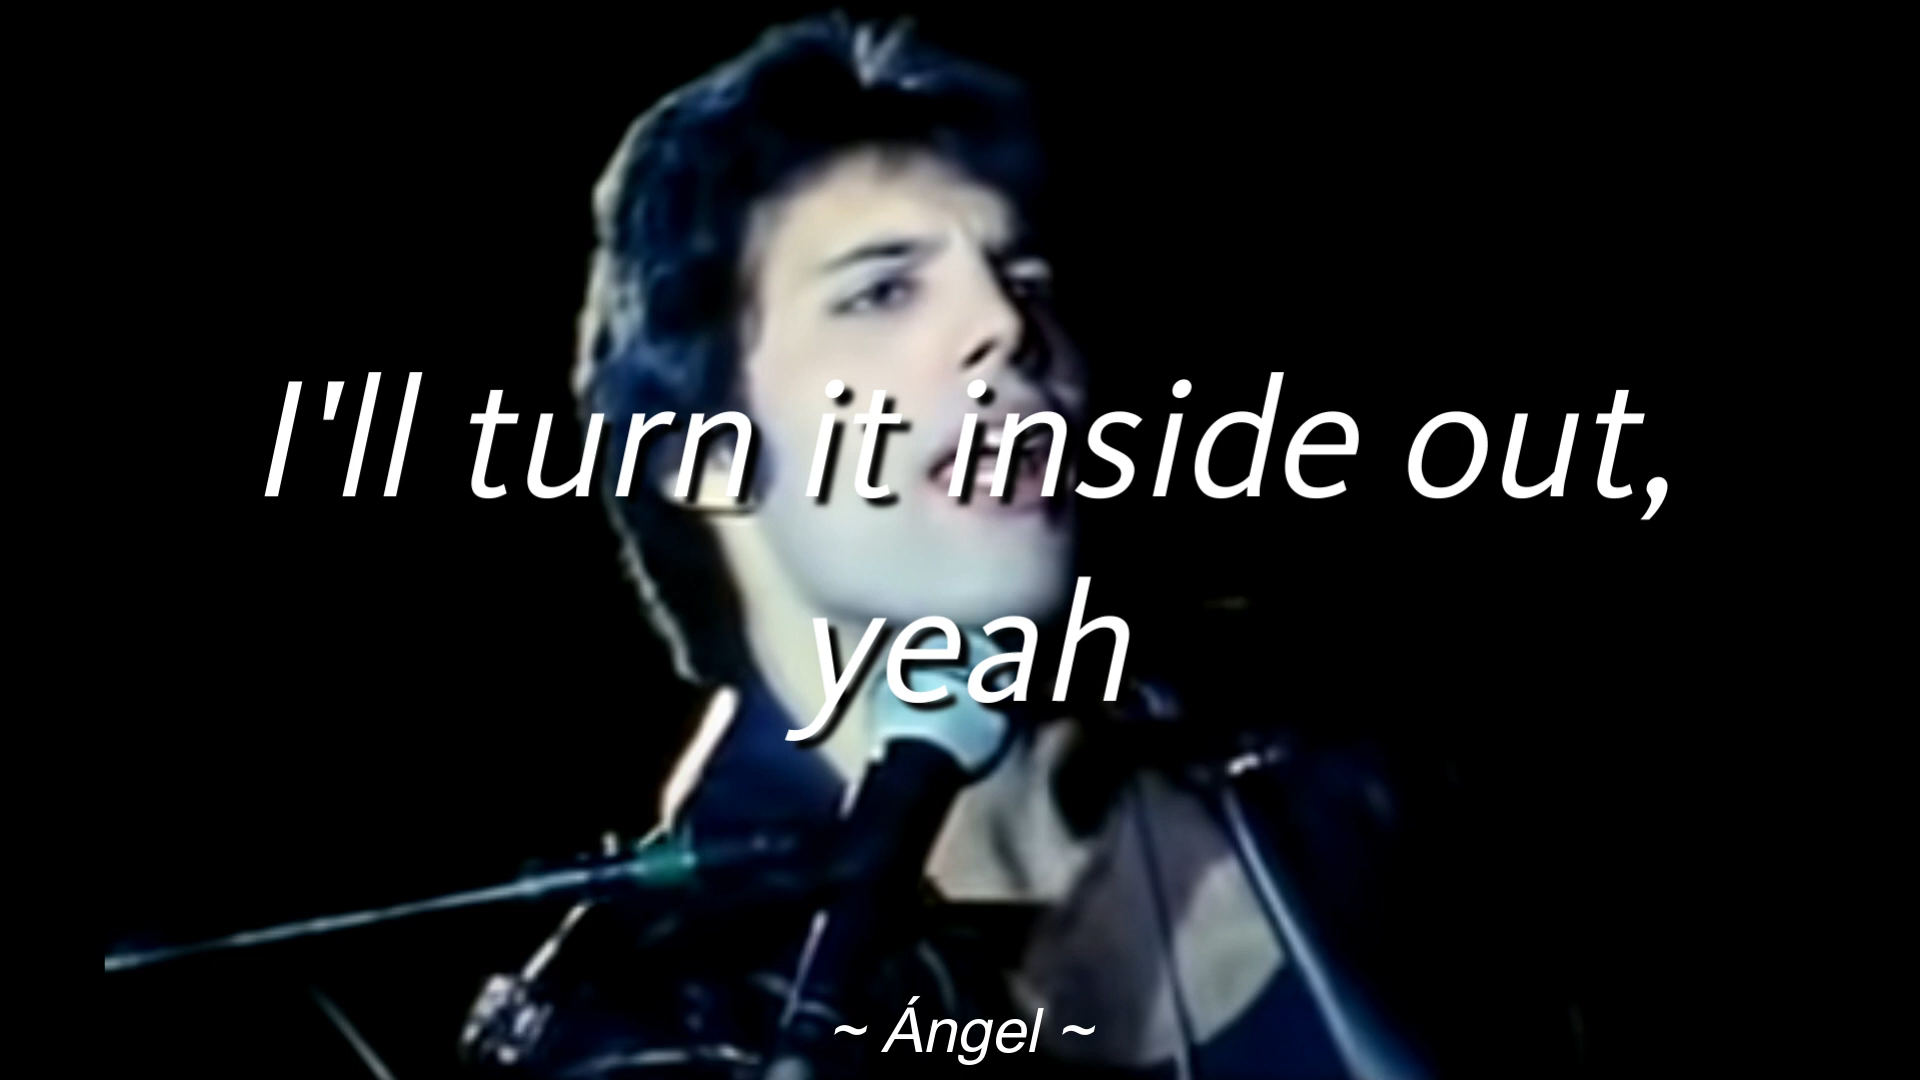 I'll turn it inside out,
yeah
~ Ángel ~